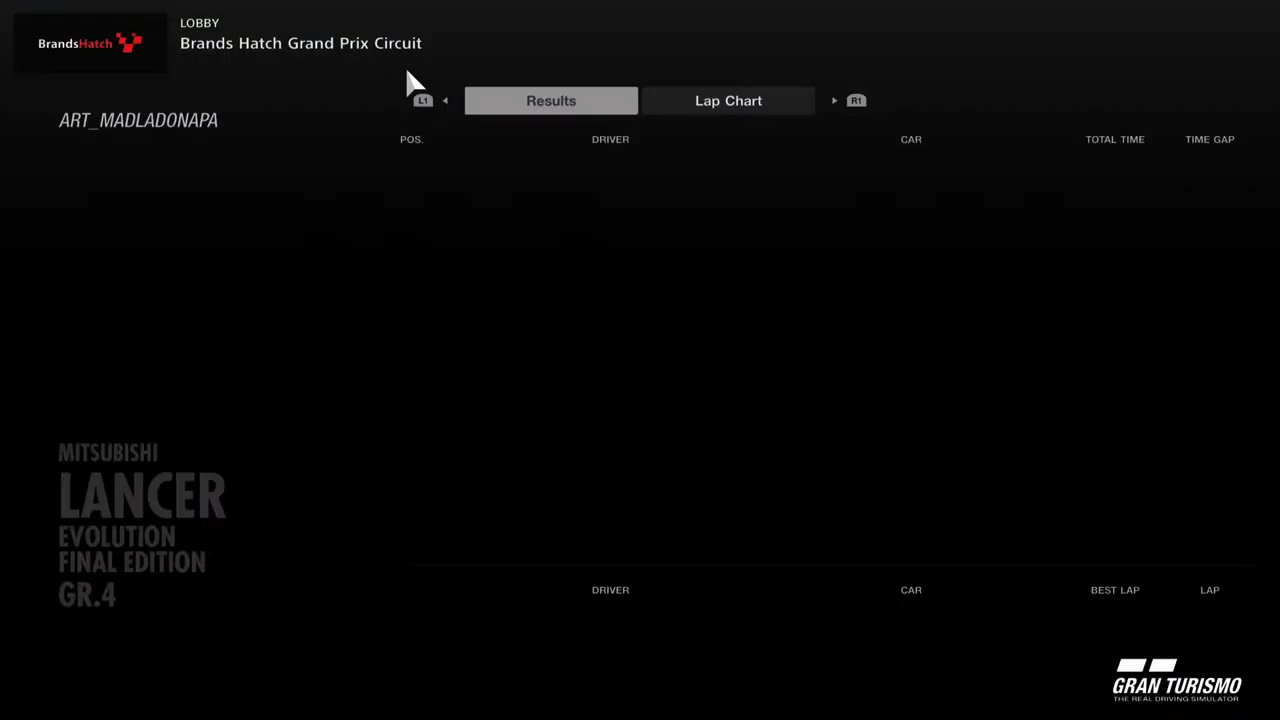 BrandsHatch
LOBBY
Brands Hatch Grand Prix Circuit
L1
Results
Lap Chart
R1
ART_MADLADONAPA
POS.
DRIVER
CAR
TOTAL TIME
TIME GAP
MITSUBISHI
LANCER
EVOLUTION
FINAL EDITION
GR.4
DRIVER
CAR
BEST LAP
LAP
GRAN TURISMO
THE REAL DRIVING SIMULATOR